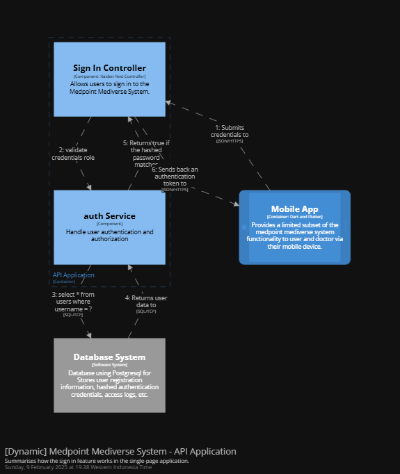 Sign In Controller
Allows users to sign in to the
Medpoint Mediverse System.
1: Submits
credentials to
[JSON/HTTPS]
2: validate
credentials role
5: Returns true if
the hashed
password
matches
6: Sends back an
authentication
token to
[JSON/HTTPS]
auth Service
[Component]
Handle user authentication and
authorization
Mobile App
[Container: Dart and Flutter]
Provides a limited subset of the
medpoint mediverse system
functionality to user and doctor via
their mobile device.
API Application
[Container]
3: select * from
users where
username = ?
[SQL/TCP]
4: Returns user
data to
[SQL/TCP]
Database System
[Software System]
Database using Postgresql for
Stores user registration
information, hashed authentication
credentials, access logs, etc.
[Dynamic] Medpoint Mediverse System - API Application
Summarises how the sign in feature works in the single-page application.
Sunday, 9 February 2025 at 19.38 Western Indonesia Time